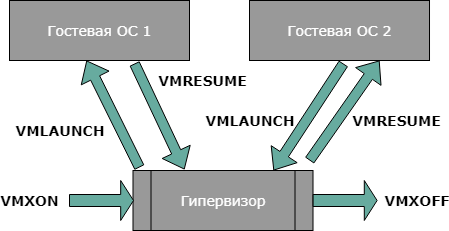 Гостевая ОС 1
Гостевая ОС 2
VMRESUME
VMLAUNCH
VMLAUNCH
VMRESUME
VMXON
Гипервизор
VMXOFF